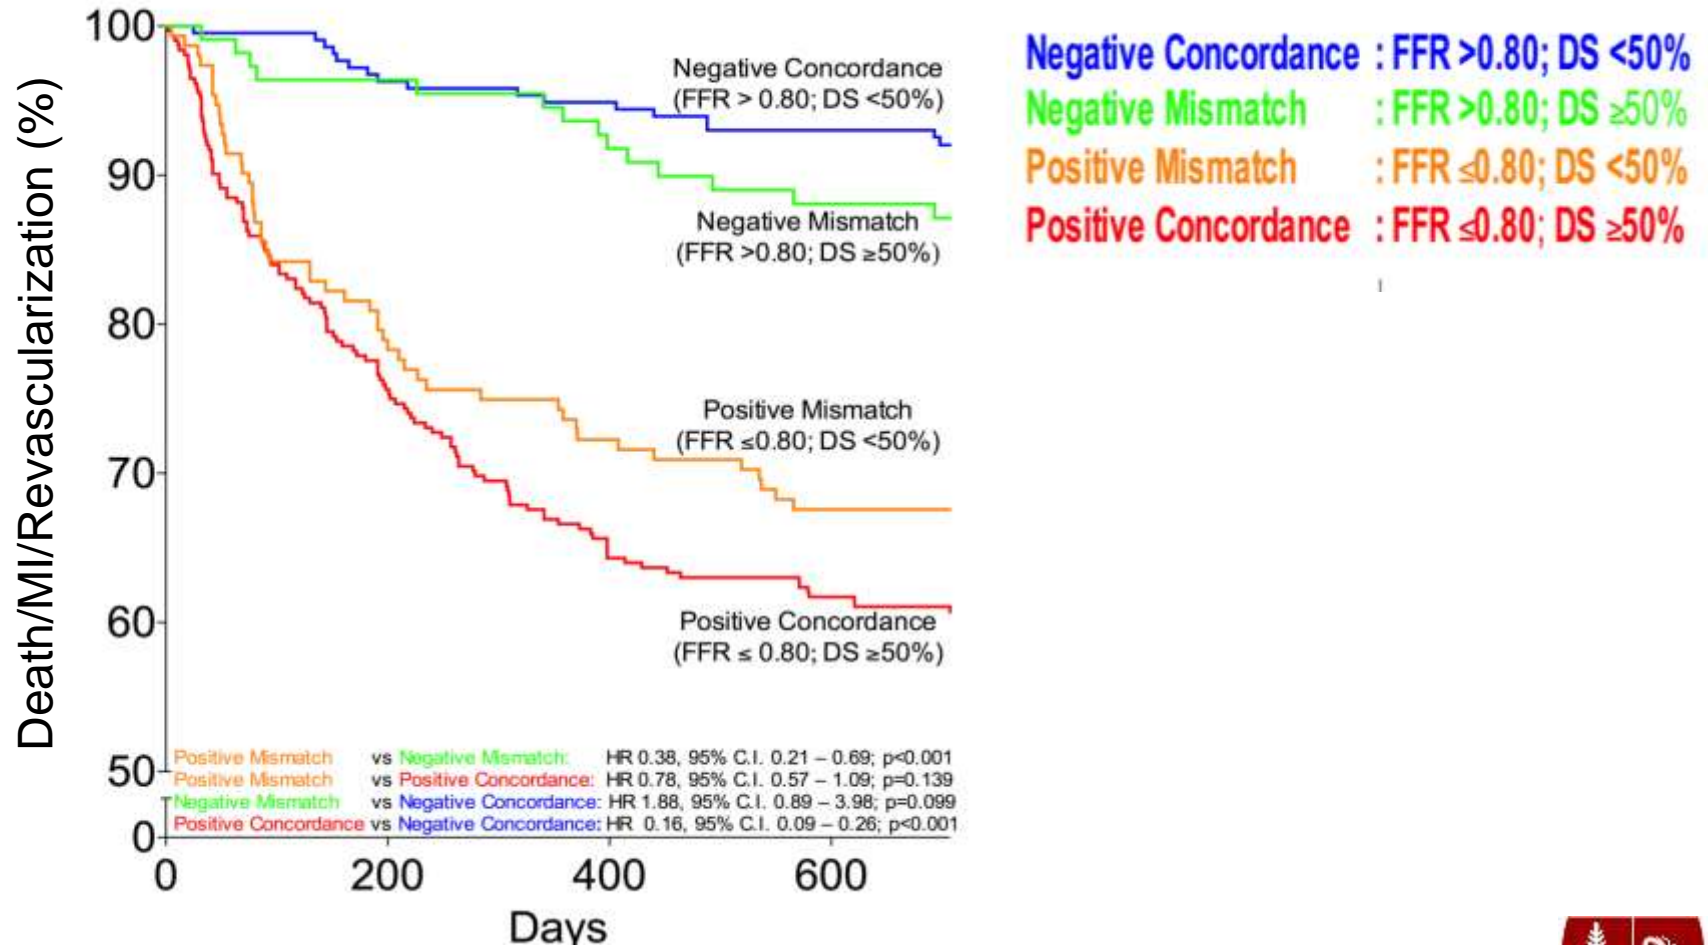 Death/MI/Revascularization (%)
100
90
80
70
60
50
0
Negative Concordance
(FFR > 0.80; DS <50%)
Negative Mismatch
(FFR >0.80; DS ≥50%)
Positive Mismatch
(FFR ≤0.80; DS <50%)
Positive Concordance
(FFR ≤ 0.80; DS ≥50%)
Positive Mismatch vs Negative Mismatch: HR 0.38, 95% C.I. 0.21 – 0.69; p<0.001
Positive Mismatch vs Positive Concordance: HR 0.78, 95% C.I. 0.57 – 1.09; p=0.139
Negative Mismatch vs Negative Concordance: HR 1.88, 95% C.I. 0.89 – 3.98; p=0.099
Positive Concordance vs Negative Concordance: HR 0.16, 95% C.I. 0.09 – 0.26; p<0.001
0 200 400 600
Days
Negative Concordance : FFR >0.80; DS <50%
Negative Mismatch : FFR >0.80; DS ≥50%
Positive Mismatch : FFR ≤0.80; DS <50%
Positive Concordance : FFR ≤0.80; DS ≥50%